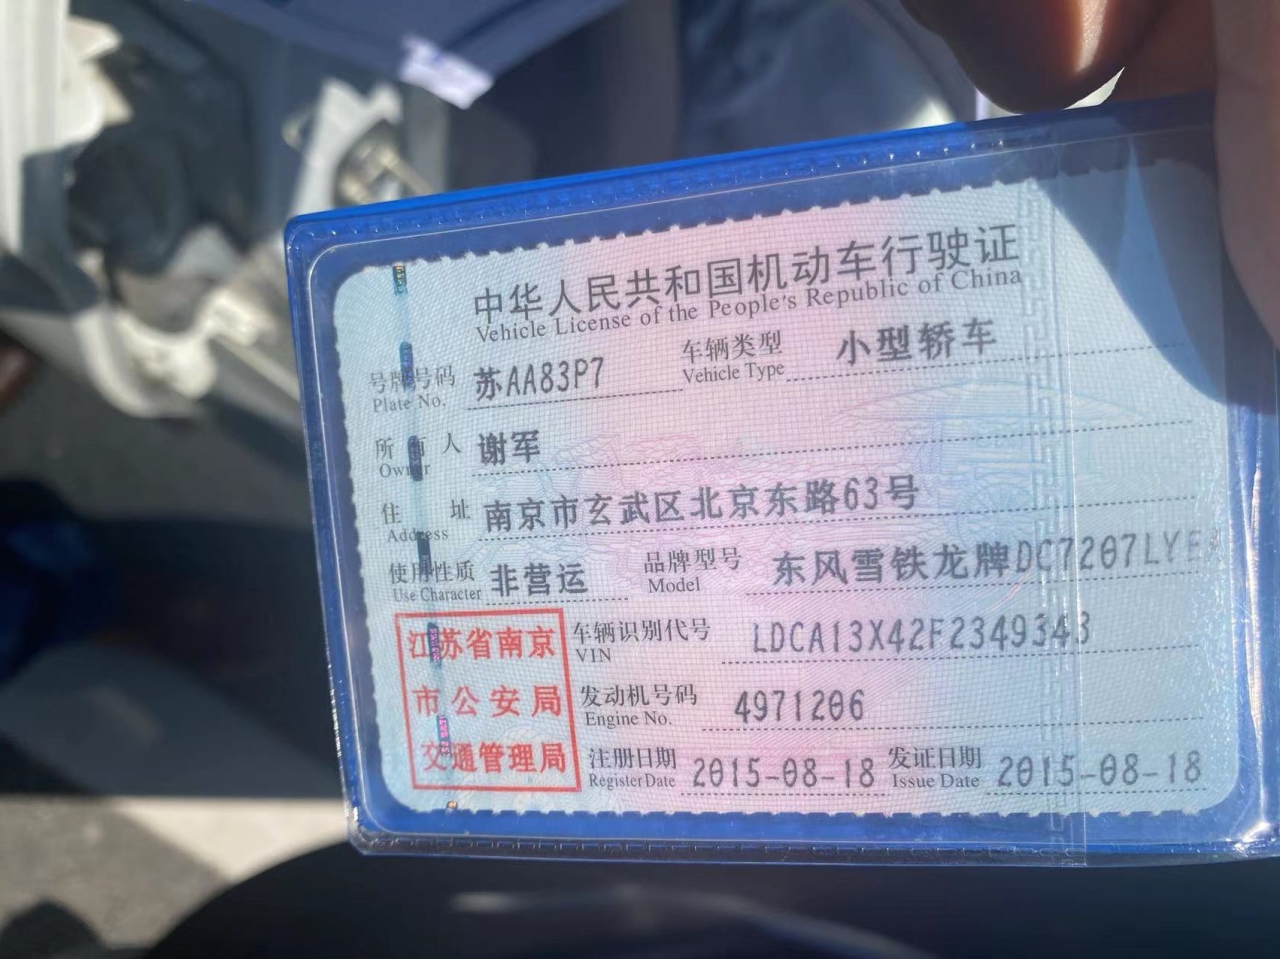 中华人民共和国机动车行驶证
Vehicle License of the People's Republic of China
号牌号码 苏AA83P7 车辆类型 小型轿车
Plate No. Vehicle Type
所有人 谢军
Owner
住址 南京市玄武区北京东路63号
Address
使用性质 非营运 品牌型号 东风雪铁龙牌DC7207LYE
Use Character Model
江苏省南京
市公安局
交通管理局
车辆识别代号 LDCA13X42F2349343
VIN
发动机号码 4971206
Engine No.
注册日期 2015-08-18 发证日期 2015-08-18
Register Date Issue Date